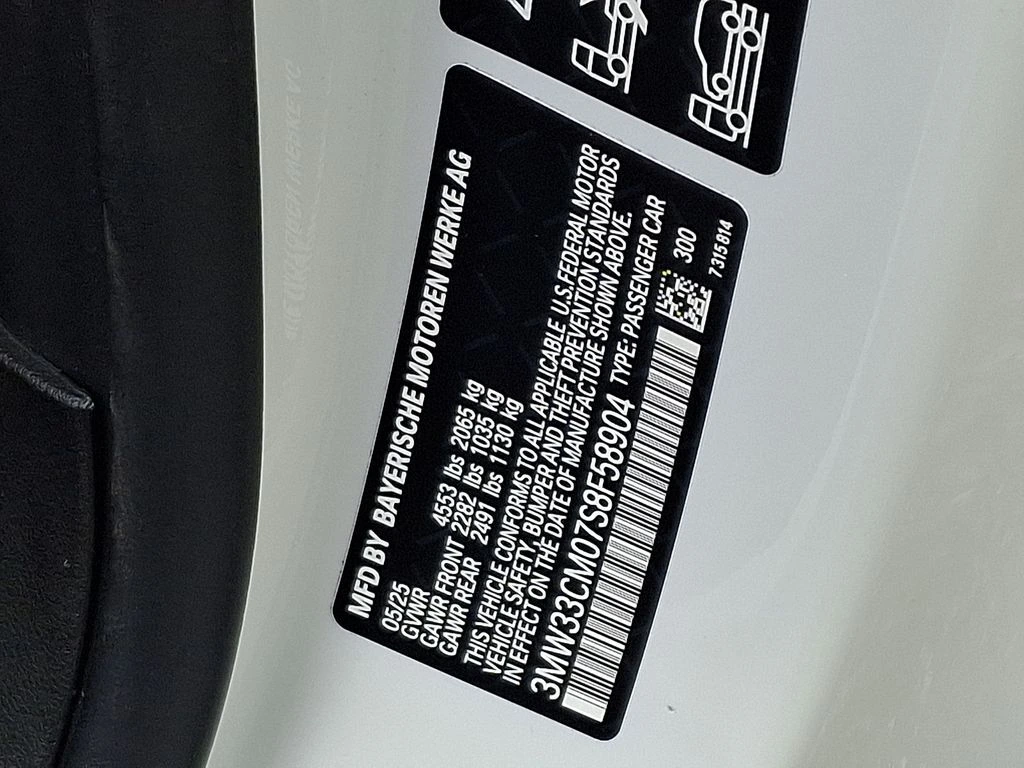 MFD BY BAYERISCHE MOTOREN WERKE AG
05/25
GVWR 4553 lbs 2065 kg
GAWR FRONT 2282 lbs 1035 kg
GAWR REAR 2491 lbs 1130 kg
THIS VEHICLE CONFORMS TO ALL APPLICABLE U.S.FEDERAL MOTOR
VEHICLE SAFETY, BUMPER AND THEFT PREVENTION STANDARDS
IN EFFECT ON THE DATE OF MANUFACTURE SHOWN ABOVE.
3MW33CM07S8F58904 TYPE: PASSENGER CAR
300
7315814